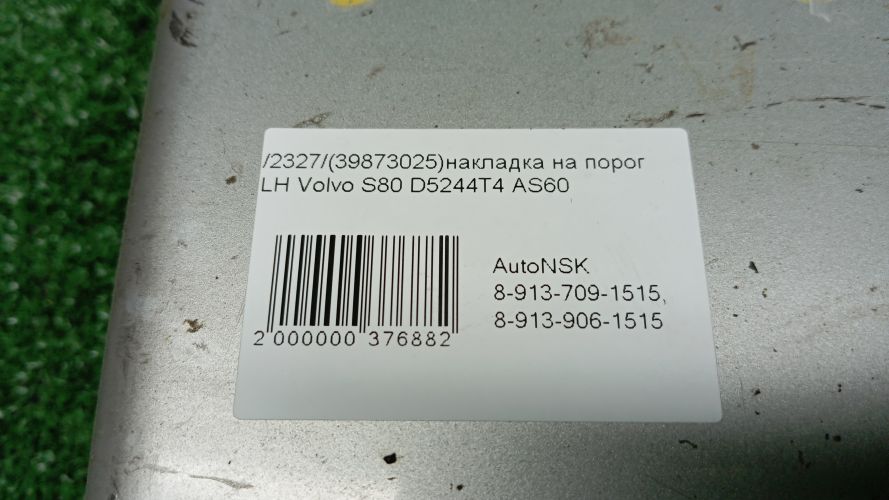 /2327/(39873025)накладка на порог
LH Volvo S80 D5244T4 AS60
AutoNSK
8-913-709-1515,
8-913-906-1515
2 000000 376882